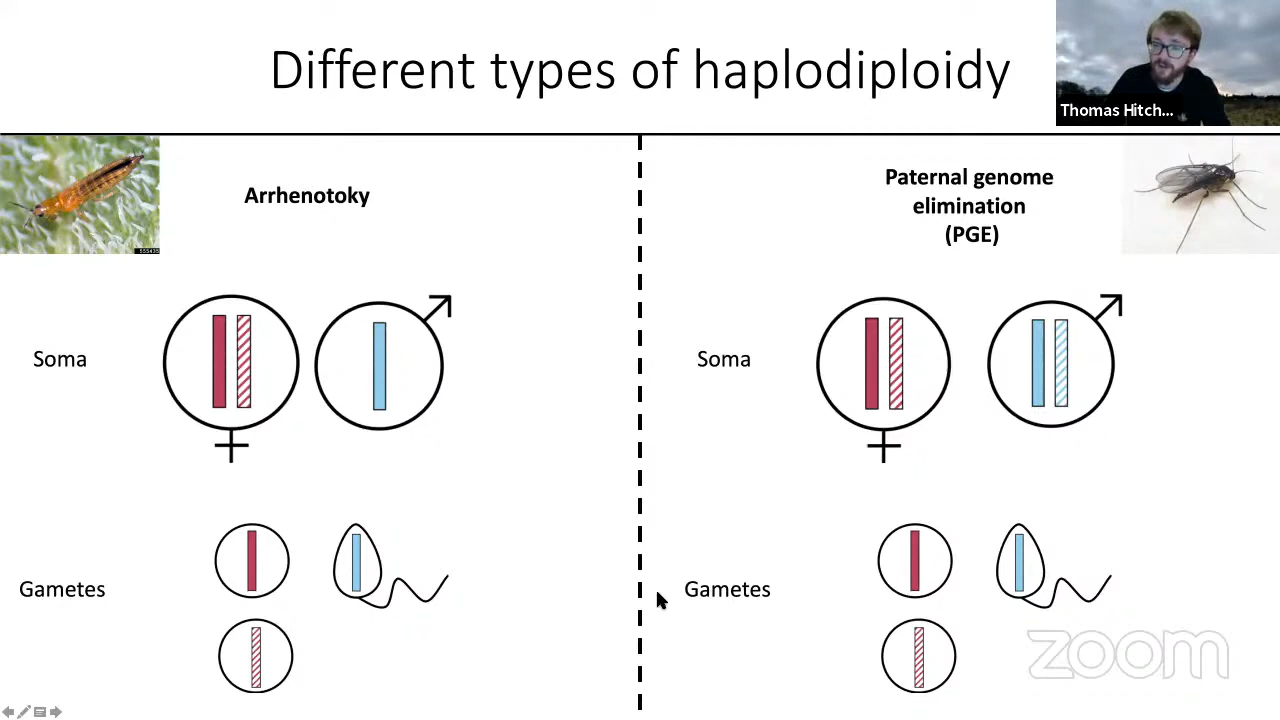 Different types of haplodiploidy
Thomas Hitch...
Arrhenotoky
Paternal genome
elimination
(PGE)
Soma
Soma
Gametes
Gametes
zoom